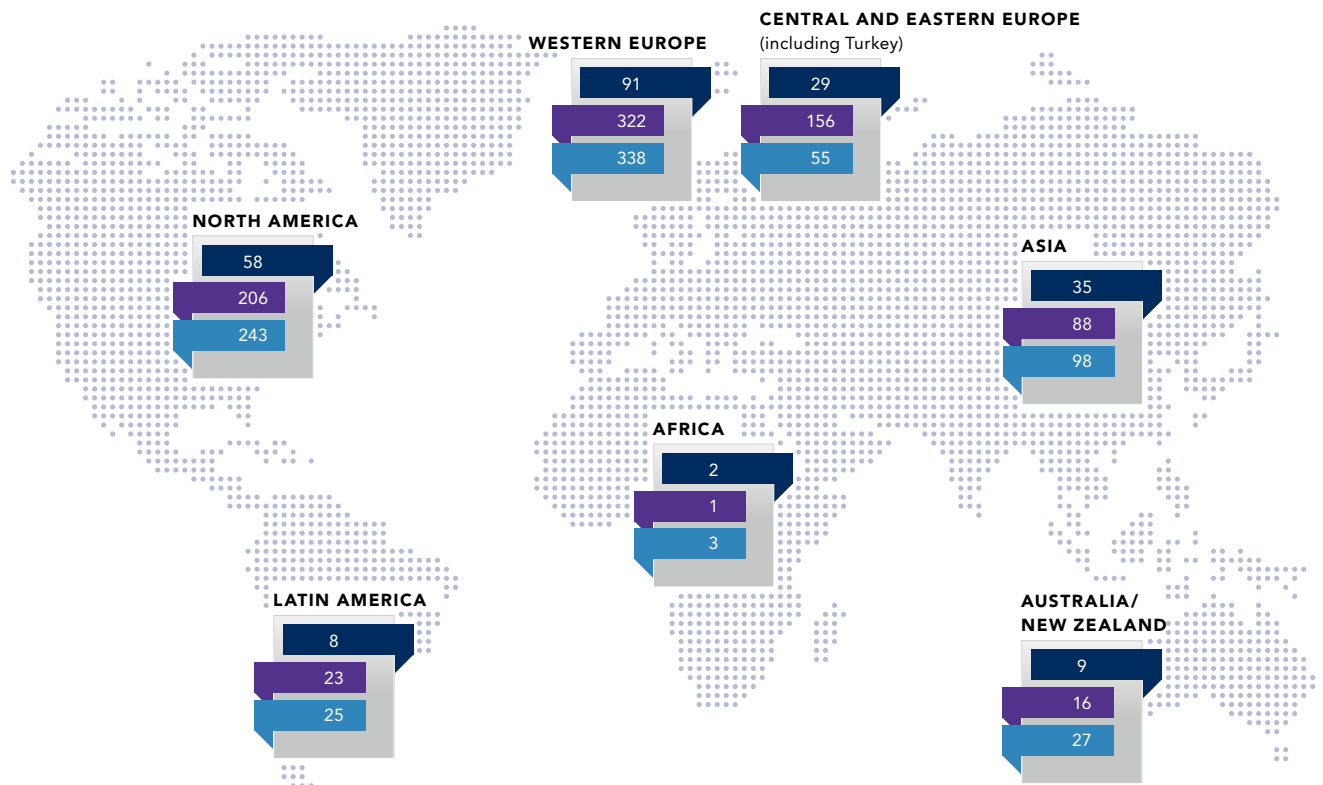 CENTRAL AND EASTERN EUROPE
(including Turkey)
29
156
55
WESTERN EUROPE
91
322
338
NORTH AMERICA
58
206
243
ASIA
35
88
98
AFRICA
2
1
3
LATIN AMERICA
8
23
25
AUSTRALIA/
NEW ZEALAND
9
16
27